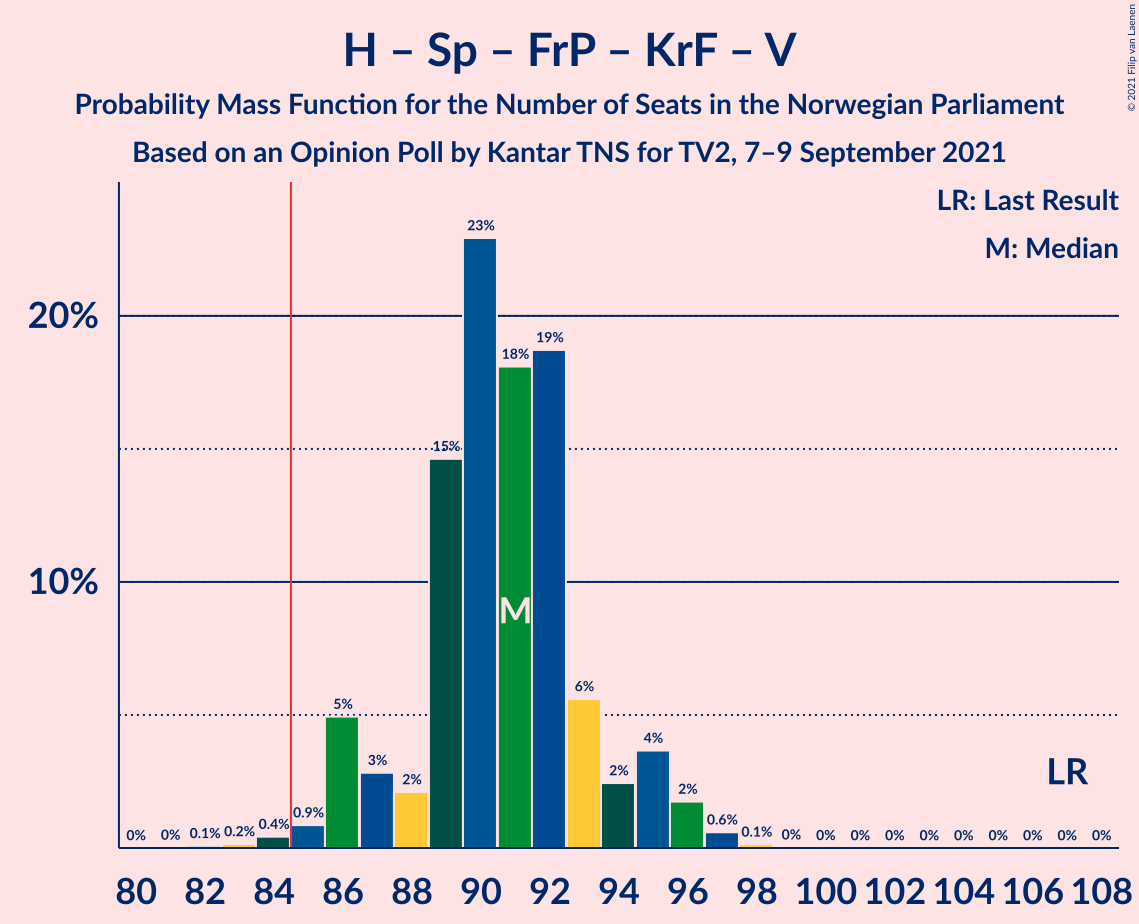 H – Sp – FrP – KrF – V
Probability Mass Function for the Number of Seats in the Norwegian Parliament
Based on an Opinion Poll by Kantar TNS for TV2, 7–9 September 2021
© 2021 Filip van Laenen
LR: Last Result
M: Median
20%
10%
0% 0% 0.1% 0.2% 0.4% 0.9% 5% 3% 2% 15% 23% 18% 19% 6% 2% 4% 2% 0.6% 0.1% 0% 0% 0% 0% 0% 0% 0% 0% 0% 0%
M
LR
80 82 84 86 88 90 92 94 96 98 100 102 104 106 108